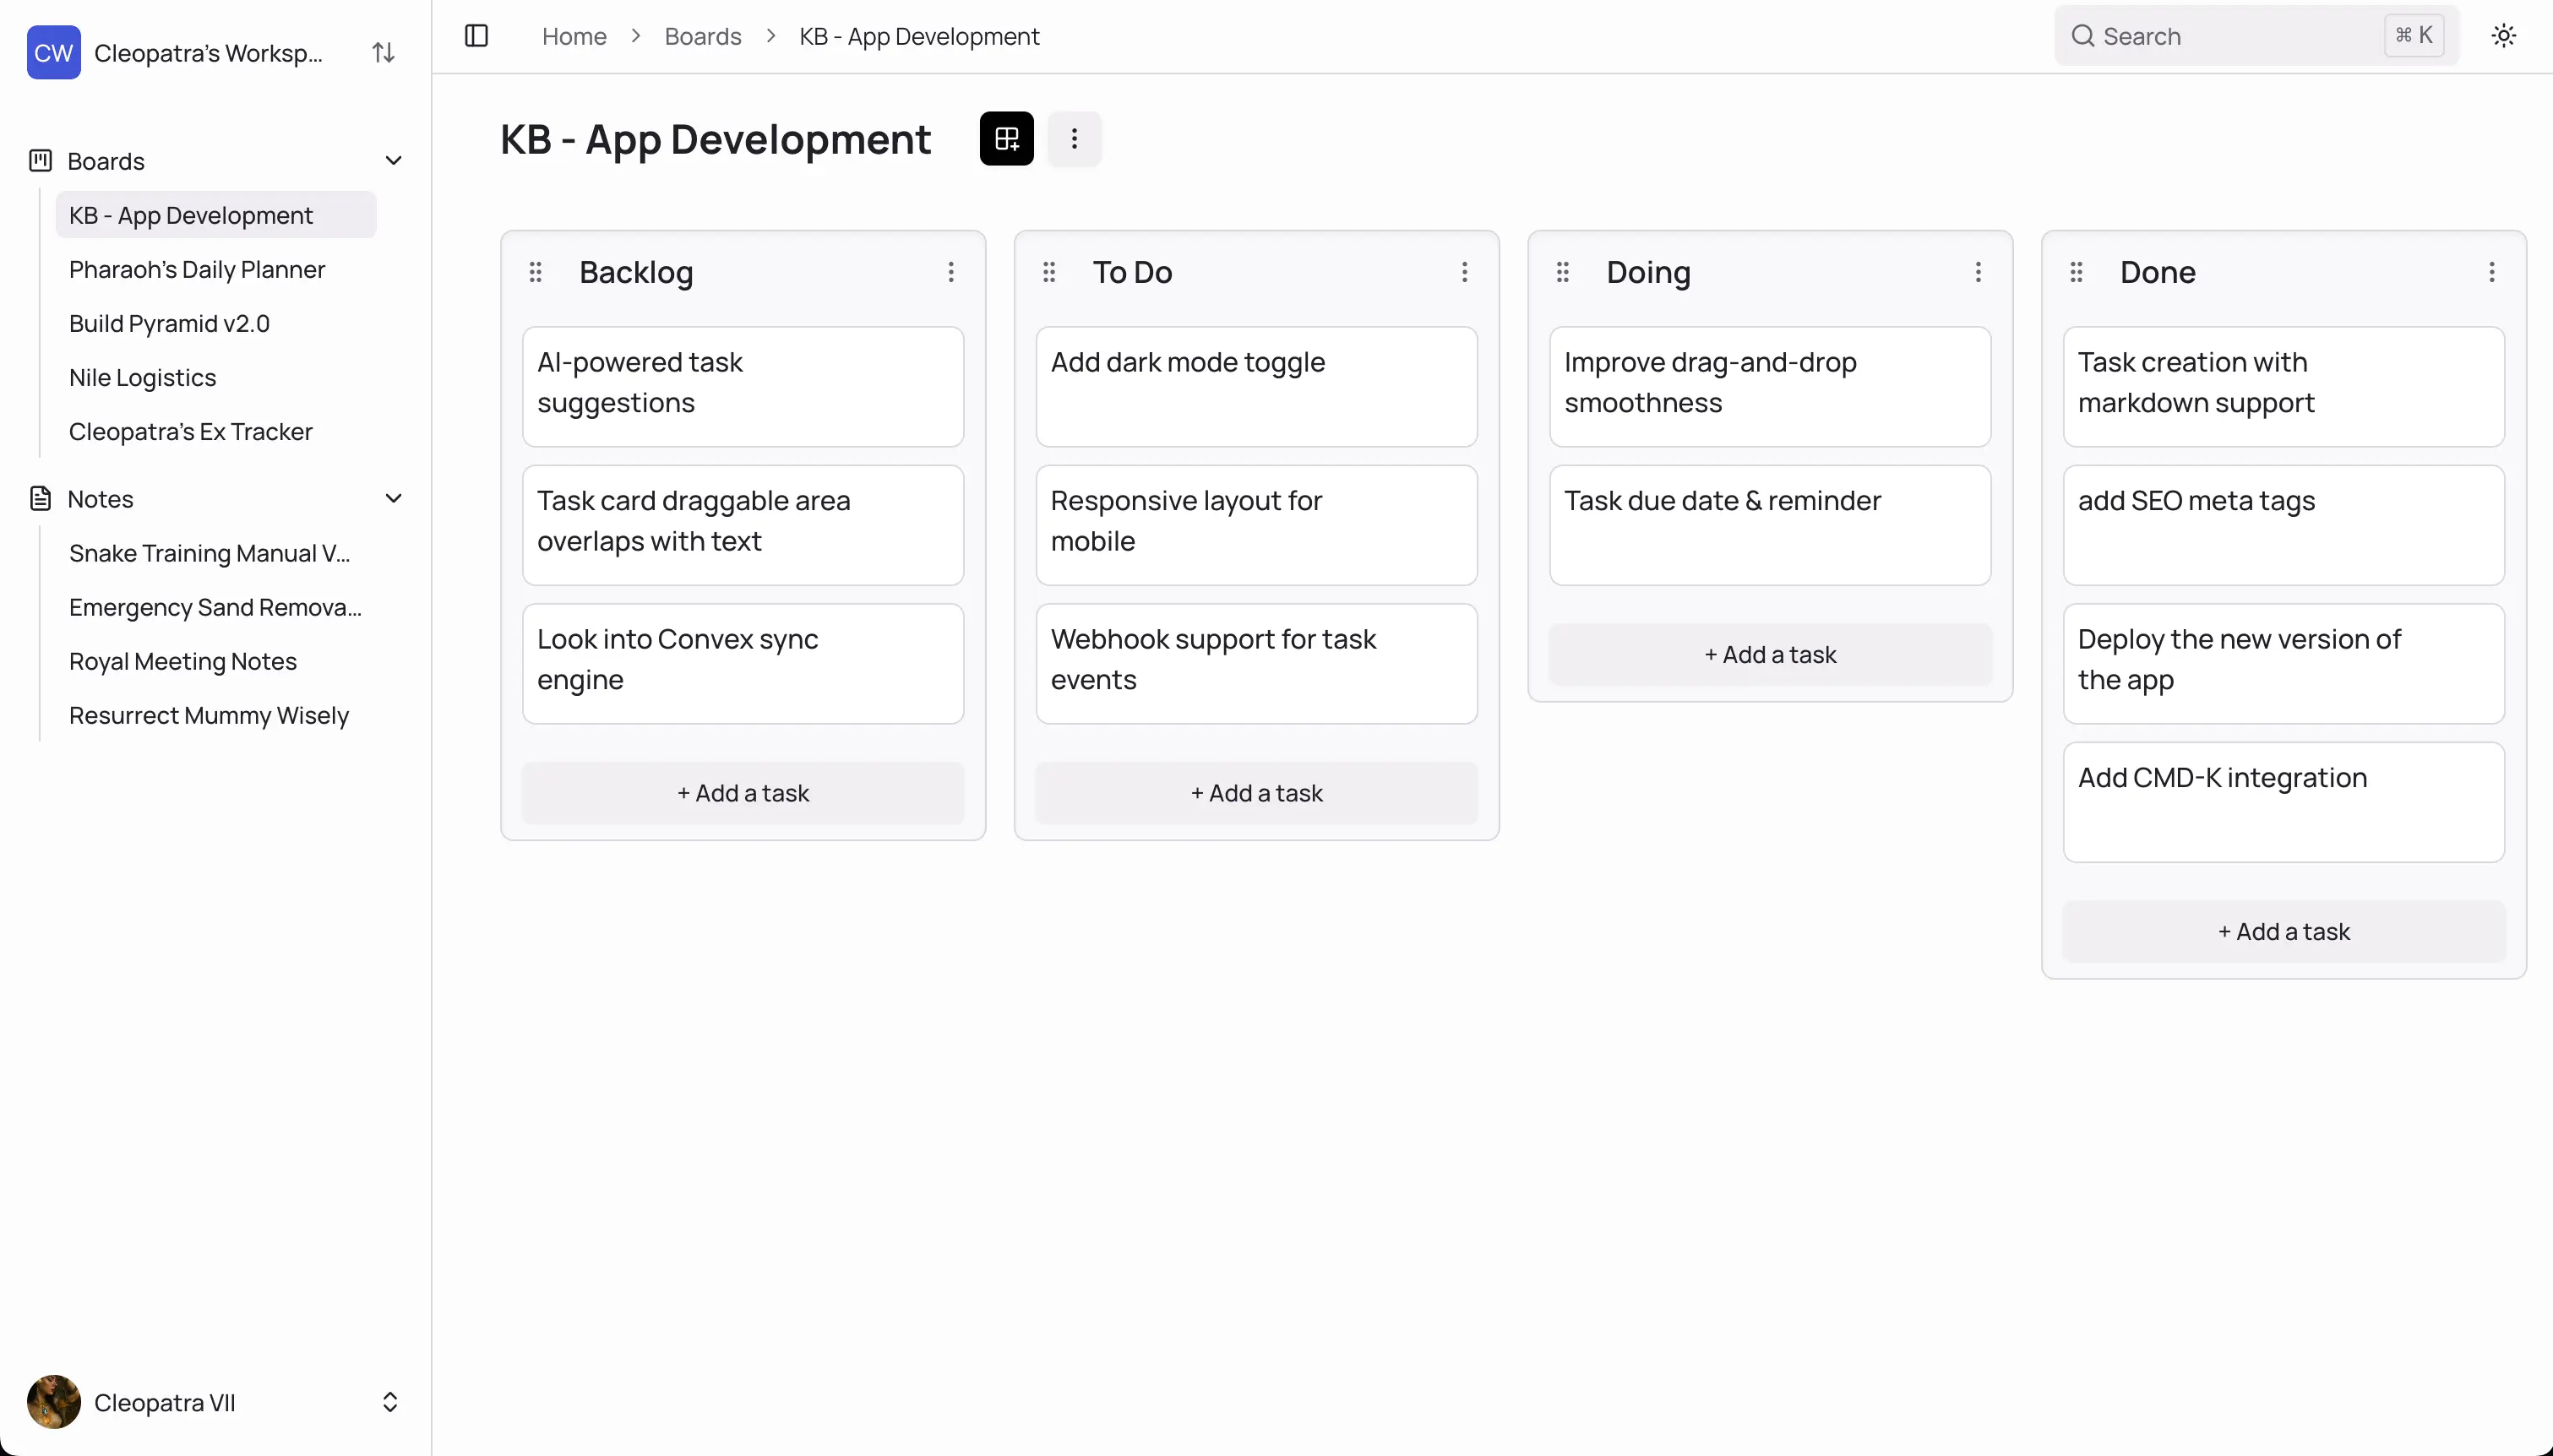 CW Cleopatra's Worksp...
Boards
KB - App Development
Pharaoh's Daily Planner
Build Pyramid v2.0
Nile Logistics
Cleopatra's Ex Tracker
Notes
Snake Training Manual V...
Emergency Sand Remova...
Royal Meeting Notes
Resurrect Mummy Wisely
Cleopatra VII
Home > Boards > KB - App Development
Search ⌘ K
KB - App Development
Backlog
AI-powered task
suggestions
Task card draggable area
overlaps with text
Look into Convex sync
engine
+ Add a task
To Do
Add dark mode toggle
Responsive layout for
mobile
Webhook support for task
events
+ Add a task
Doing
Improve drag-and-drop
smoothness
Task due date & reminder
+ Add a task
Done
Task creation with
markdown support
add SEO meta tags
Deploy the new version of
the app
Add CMD-K integration
+ Add a task